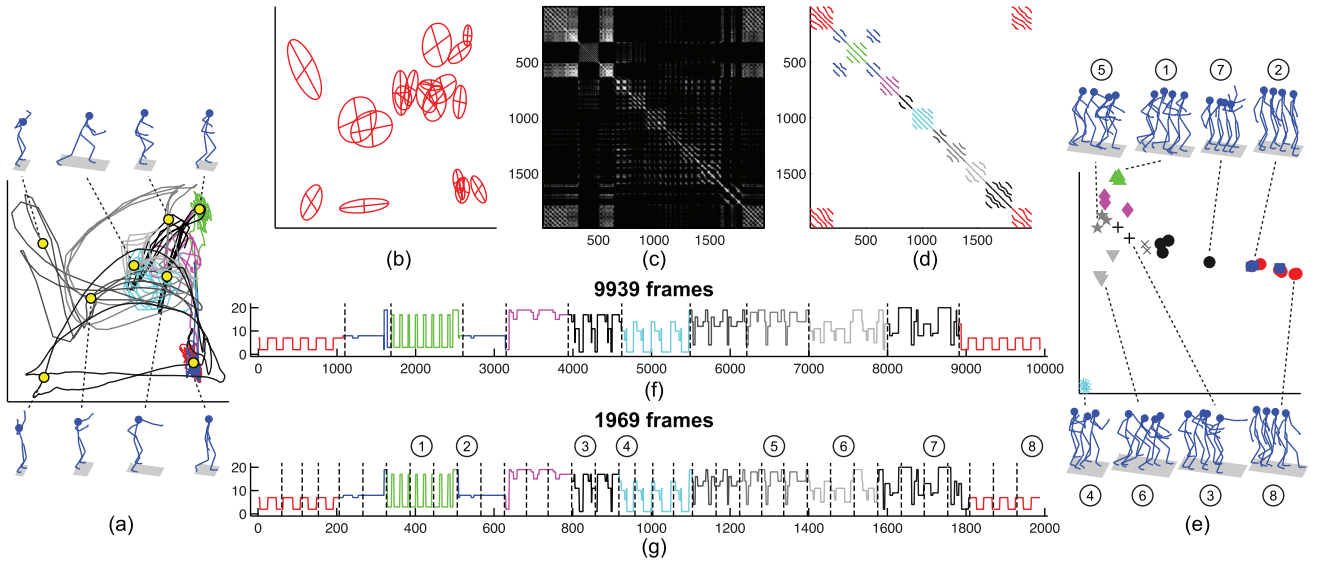 (a)
(b)
500
1000
1500
500 1000 1500
(c)
500
1000
1500
500 1000 1500
(d)
9939 frames
20
10
0
0 1000 2000 3000 4000 5000 6000 7000 8000 9000 10000
(f)
1969 frames
1 2 3 4 5 6 7 8
20
10
0
0 200 400 600 800 1000 1200 1400 1600 1800 2000
(g)
5 1 7 2
4 6 3 8
(e)